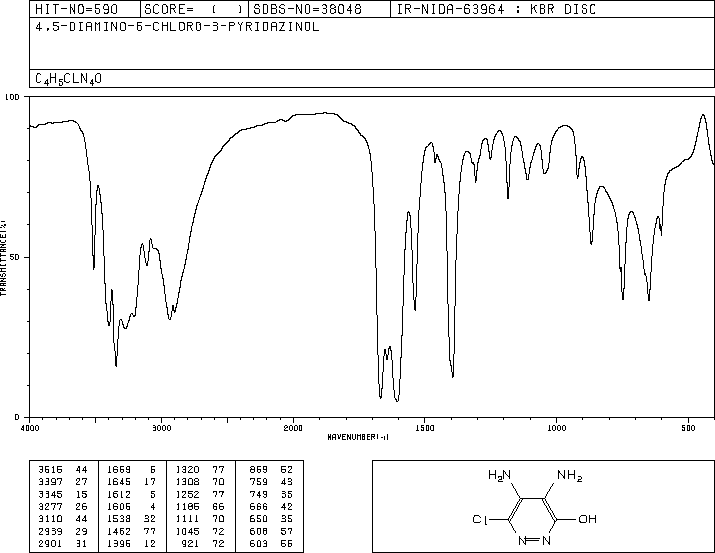 HIT-NO=590 SCORE= ( ) SDBS-NO=38048 IR-NIDA-63964 : KBR DISC
4,5-DIAMINO-6-CHLORO-3-PYRIDAZINOL
C4H5CLN4O
100
50
0
TRANSMITTANCE(%)
4000 3000 2000 1500 1000 500
WAVENUMBER(-1)
3515 44 1669 6 1320 77 869 52
3397 27 1645 17 1308 70 759 43
3345 15 1612 5 1252 77 749 35
3277 26 1606 4 1186 66 666 42
3110 44 1538 32 1111 70 650 35
2939 29 1462 77 1045 72 608 57
2901 31 1396 12 921 72 603 55
H2N NH2
Cl OH
N N